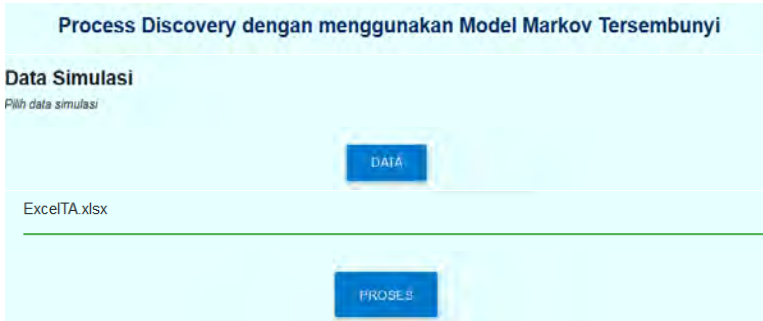 Process Discovery dengan menggunakan Model Markov Tersembunyi
Data Simulasi
Pilih data simulasi
DATA
ExcelTA.xlsx
PROSES